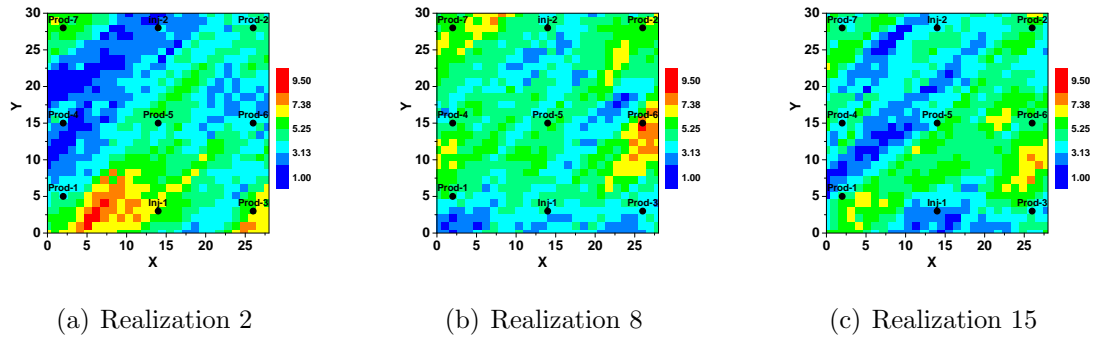 30
25
20
15
10
5
0
Y
Prod-7 Inj-2 Prod-2
Prod-4 Prod-5 Prod-6
Prod-1 Inj-1 Prod-3
0 5 10 15 20 25
X
9.50
7.38
5.25
3.13
1.00
(a) Realization 2
30
25
20
15
10
5
0
Y
Prod-7 inj-2 Prod-2
Prod-4 Prod-5 Prod-6
Prod-1 Inj-1 Prod-3
0 5 10 15 20 25
X
9.50
7.38
5.25
3.13
1.00
(b) Realization 8
30
25
20
15
10
5
0
Y
Prod-7 Inj-2 Prod-2
Prod-4 Prod-5 Prod-6
Prod-1 Inj-1 Prod-3
0 5 10 15 20 25
X
9.50
7.38
5.25
3.13
1.00
(c) Realization 15